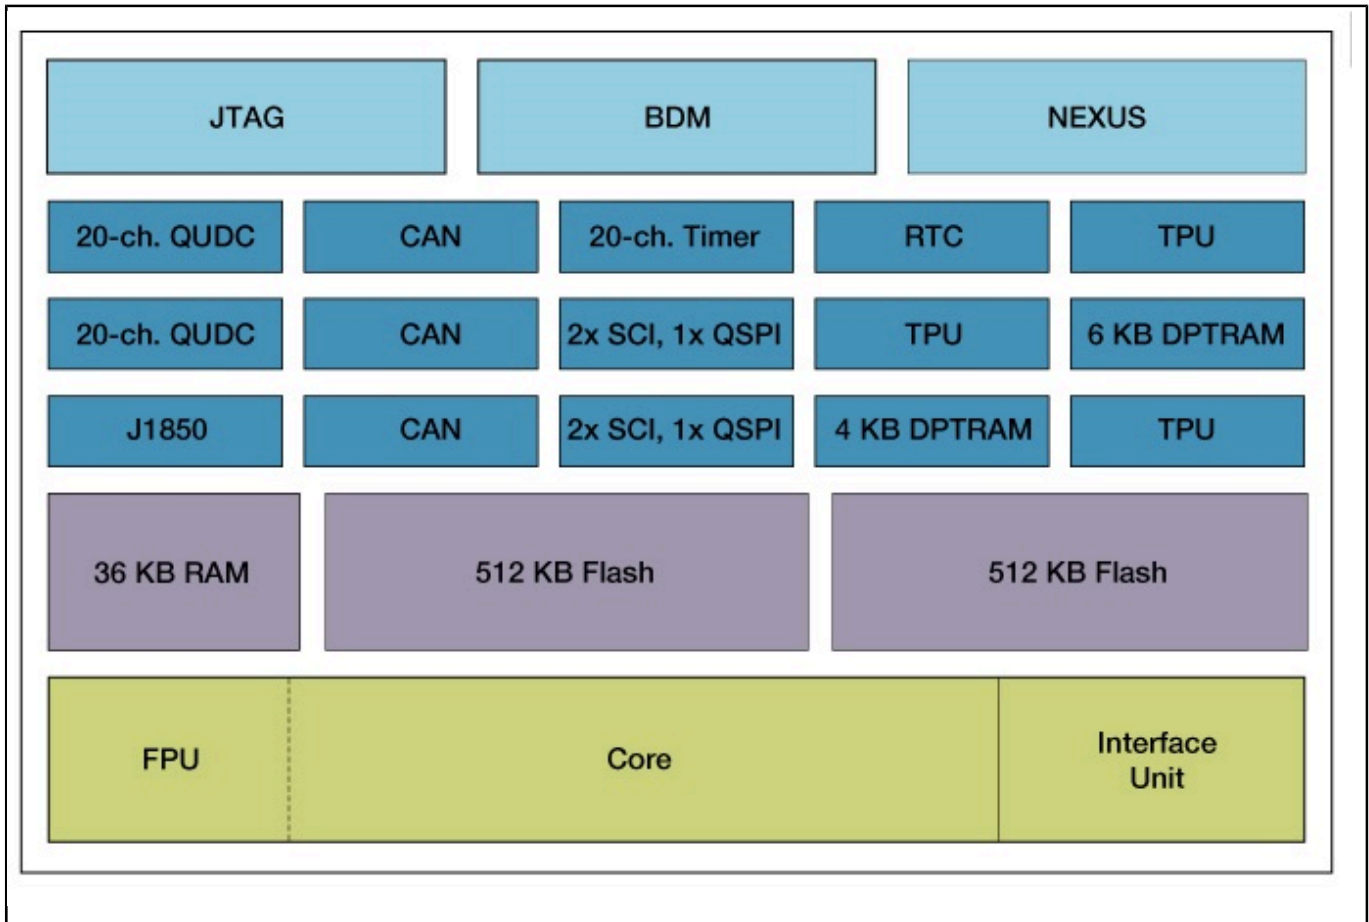 JTAG
BDM
NEXUS
20-ch. QUDC
CAN
20-ch. Timer
RTC
TPU
20-ch. QUDC
CAN
2x SCI, 1x QSPI
TPU
6 KB DPTRAM
J1850
CAN
2x SCI, 1x QSPI
4 KB DPTRAM
TPU
36 KB RAM
512 KB Flash
512 KB Flash
FPU
Core
Interface
Unit